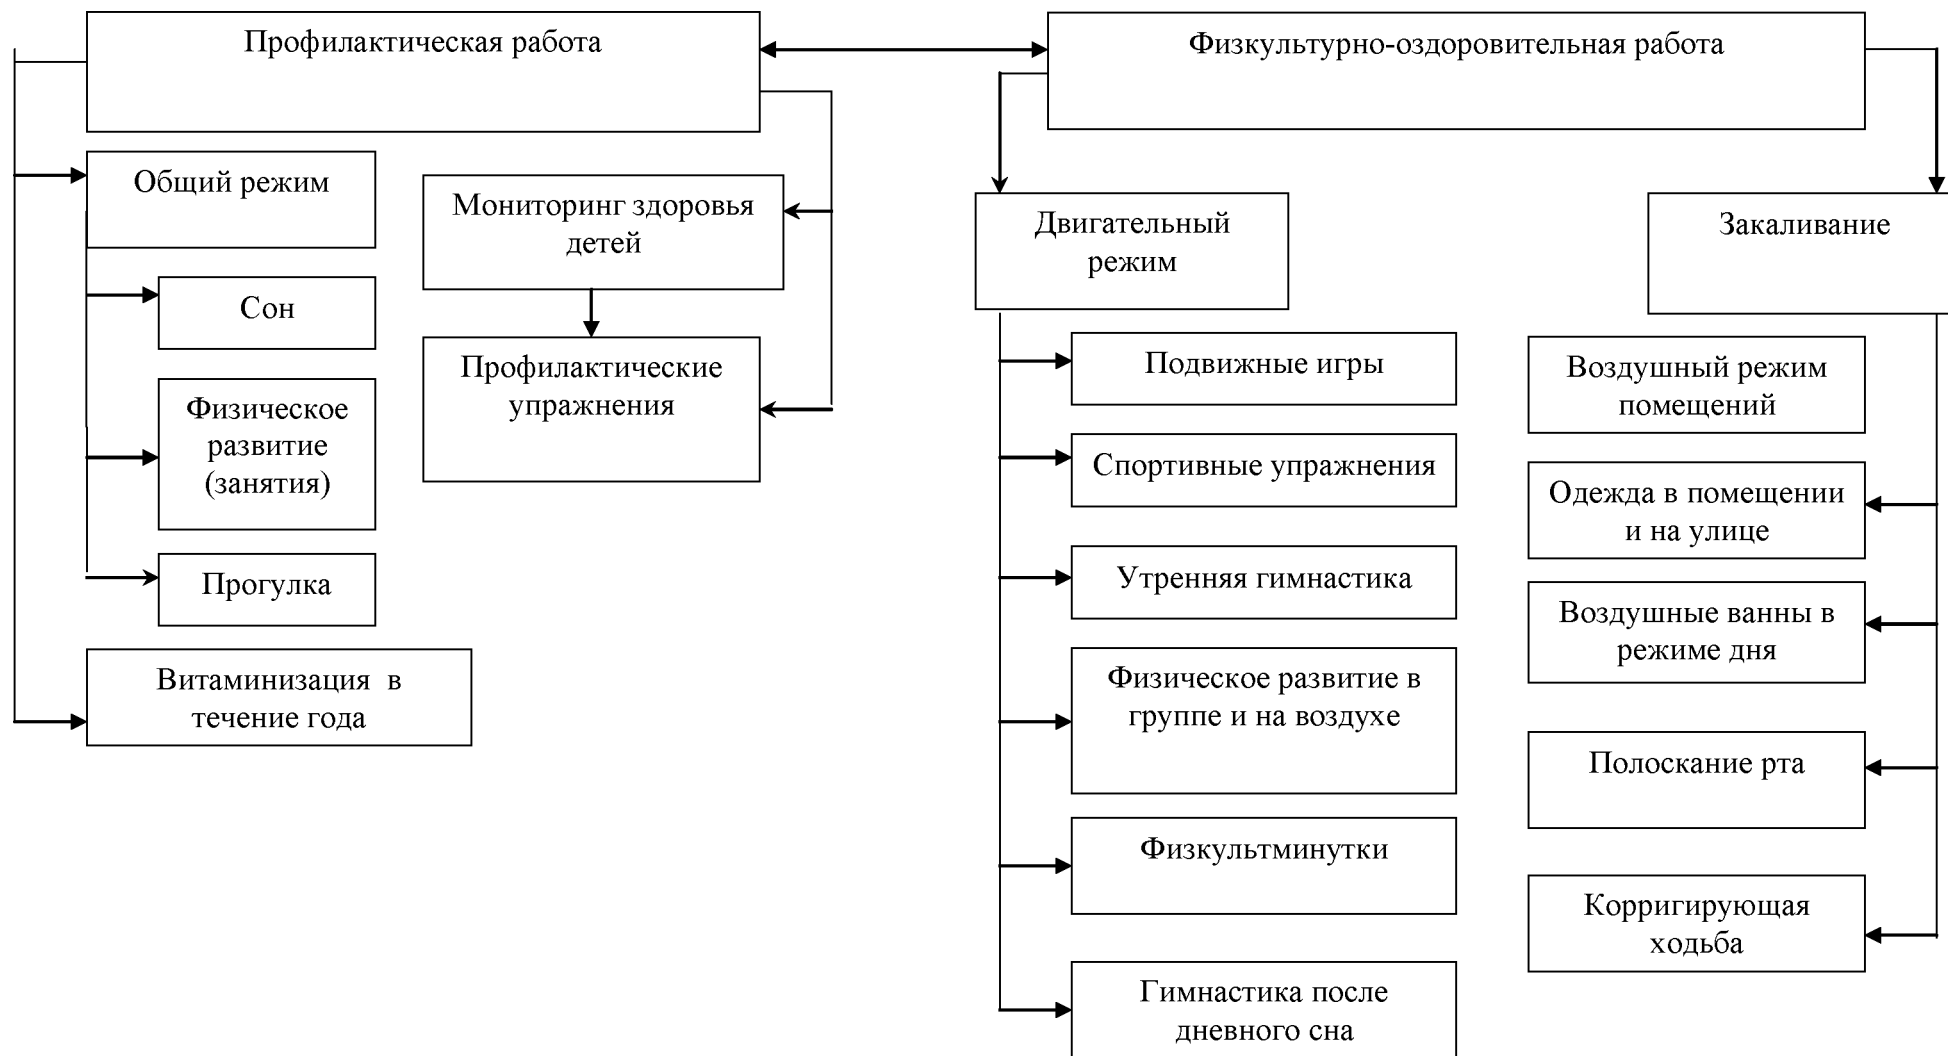 Профилактическая работа
Физкультурно-оздоровительная работа
Общий режим
Сон
Физическое
развитие
(занятия)
Прогулка
Витаминизация  в
течение года
Мониторинг здоровья
детей
Профилактические
упражнения
Двигательный
режим
Подвижные игры
Спортивные упражнения
Утренняя гимнастика
Физическое развитие в
группе и на воздухе
Физкультминутки
Гимнастика после
дневного сна
Закаливание
Воздушный режим
помещений
Одежда в помещении
и на улице
Воздушные ванны в
режиме дня
Полоскание рта
Корригирующая
ходьба